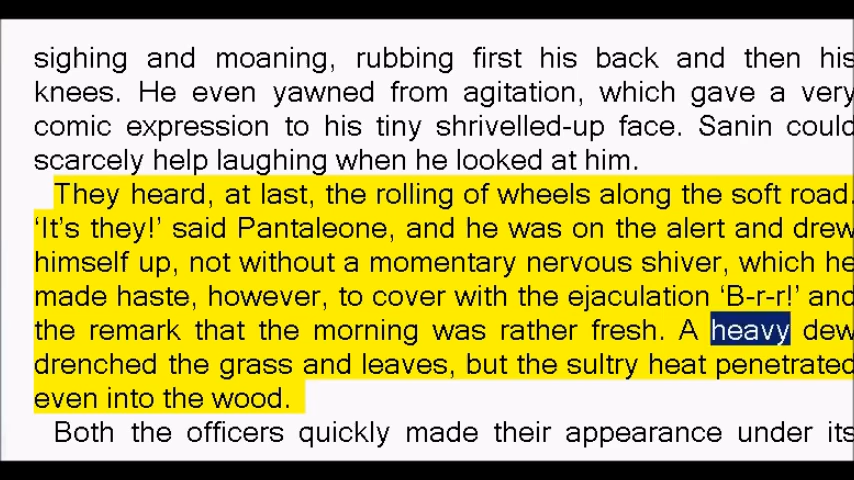 sighing and moaning, rubbing first his back and then his
knees. He even yawned from agitation, which gave a very
comic expression to his tiny shrivelled-up face. Sanin could
scarcely help laughing when he looked at him.
They heard, at last, the rolling of wheels along the soft road.
‘It’s they!’ said Pantaleone, and he was on the alert and drew
himself up, not without a momentary nervous shiver, which he
made haste, however, to cover with the ejaculation ‘B-r-r!’ and
the remark that the morning was rather fresh. A heavy dew
drenched the grass and leaves, but the sultry heat penetrated
even into the wood.
Both the officers quickly made their appearance under its